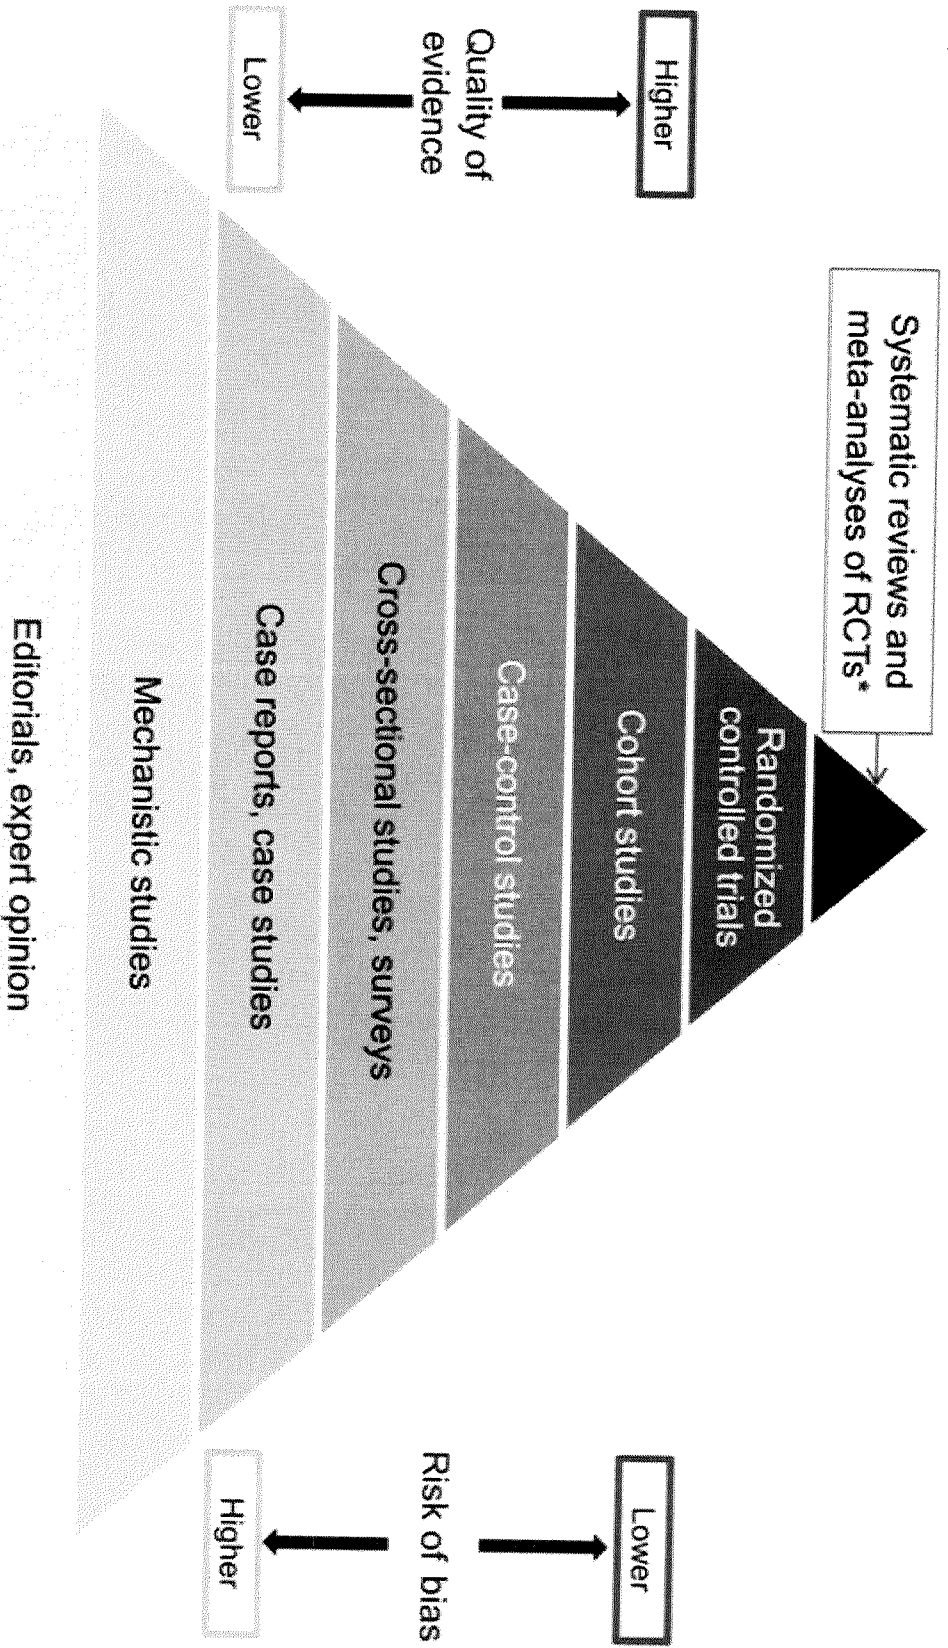 Systematic reviews and
meta-analyses of RCTs*
Higher
Quality of
evidence
Lower
Randomized
controlled trials
Cohort studies
Case-control studies
Cross-sectional studies, surveys
Case reports, case studies
Mechanistic studies
Editorials, expert opinion
Lower
Risk of bias
Higher